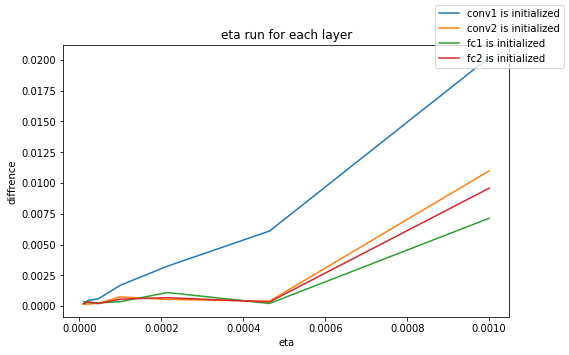 eta run for each layer
conv1 is initialized
conv2 is initialized
fc1 is initialized
fc2 is initialized
0.0200
0.0175
0.0150
0.0125
0.0100
0.0075
0.0050
0.0025
0.0000
diffrence
0.0000
0.0002
0.0004
0.0006
0.0008
0.0010
eta